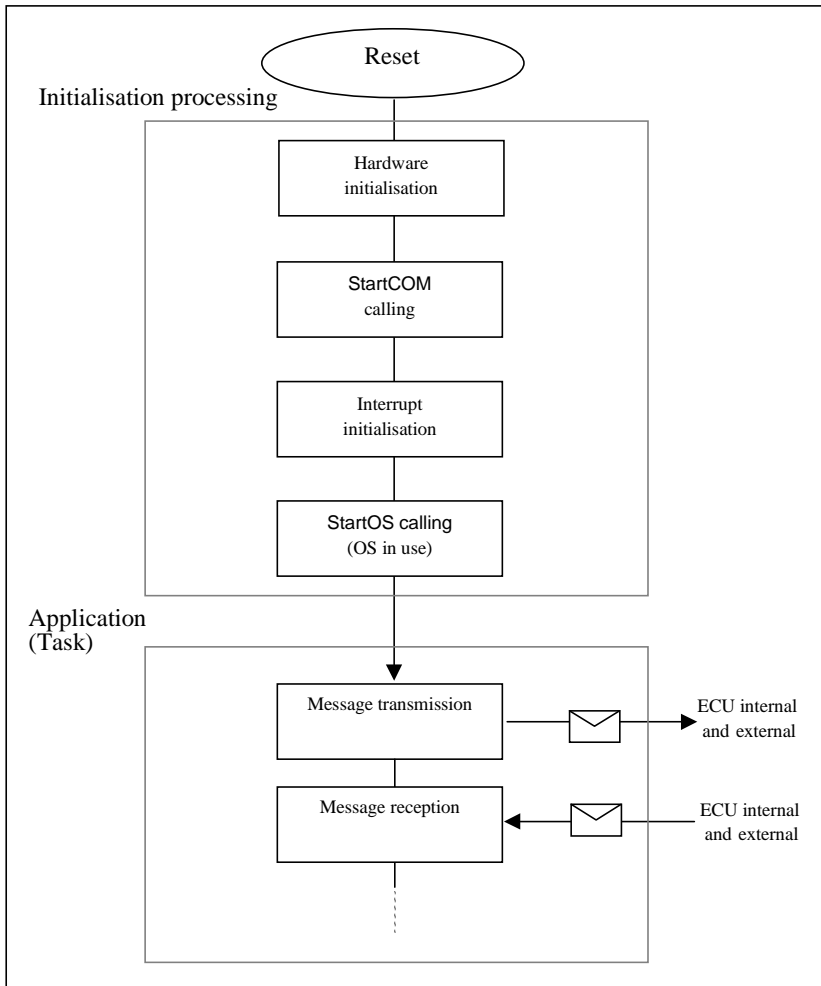 Reset
Initialisation processing
Hardware
initialisation
StartCOM
calling
Interrupt
initialisation
StartOS calling
(OS in use)
Application
(Task)
Message transmission
ECU internal
and external
Message reception
ECU internal
and external